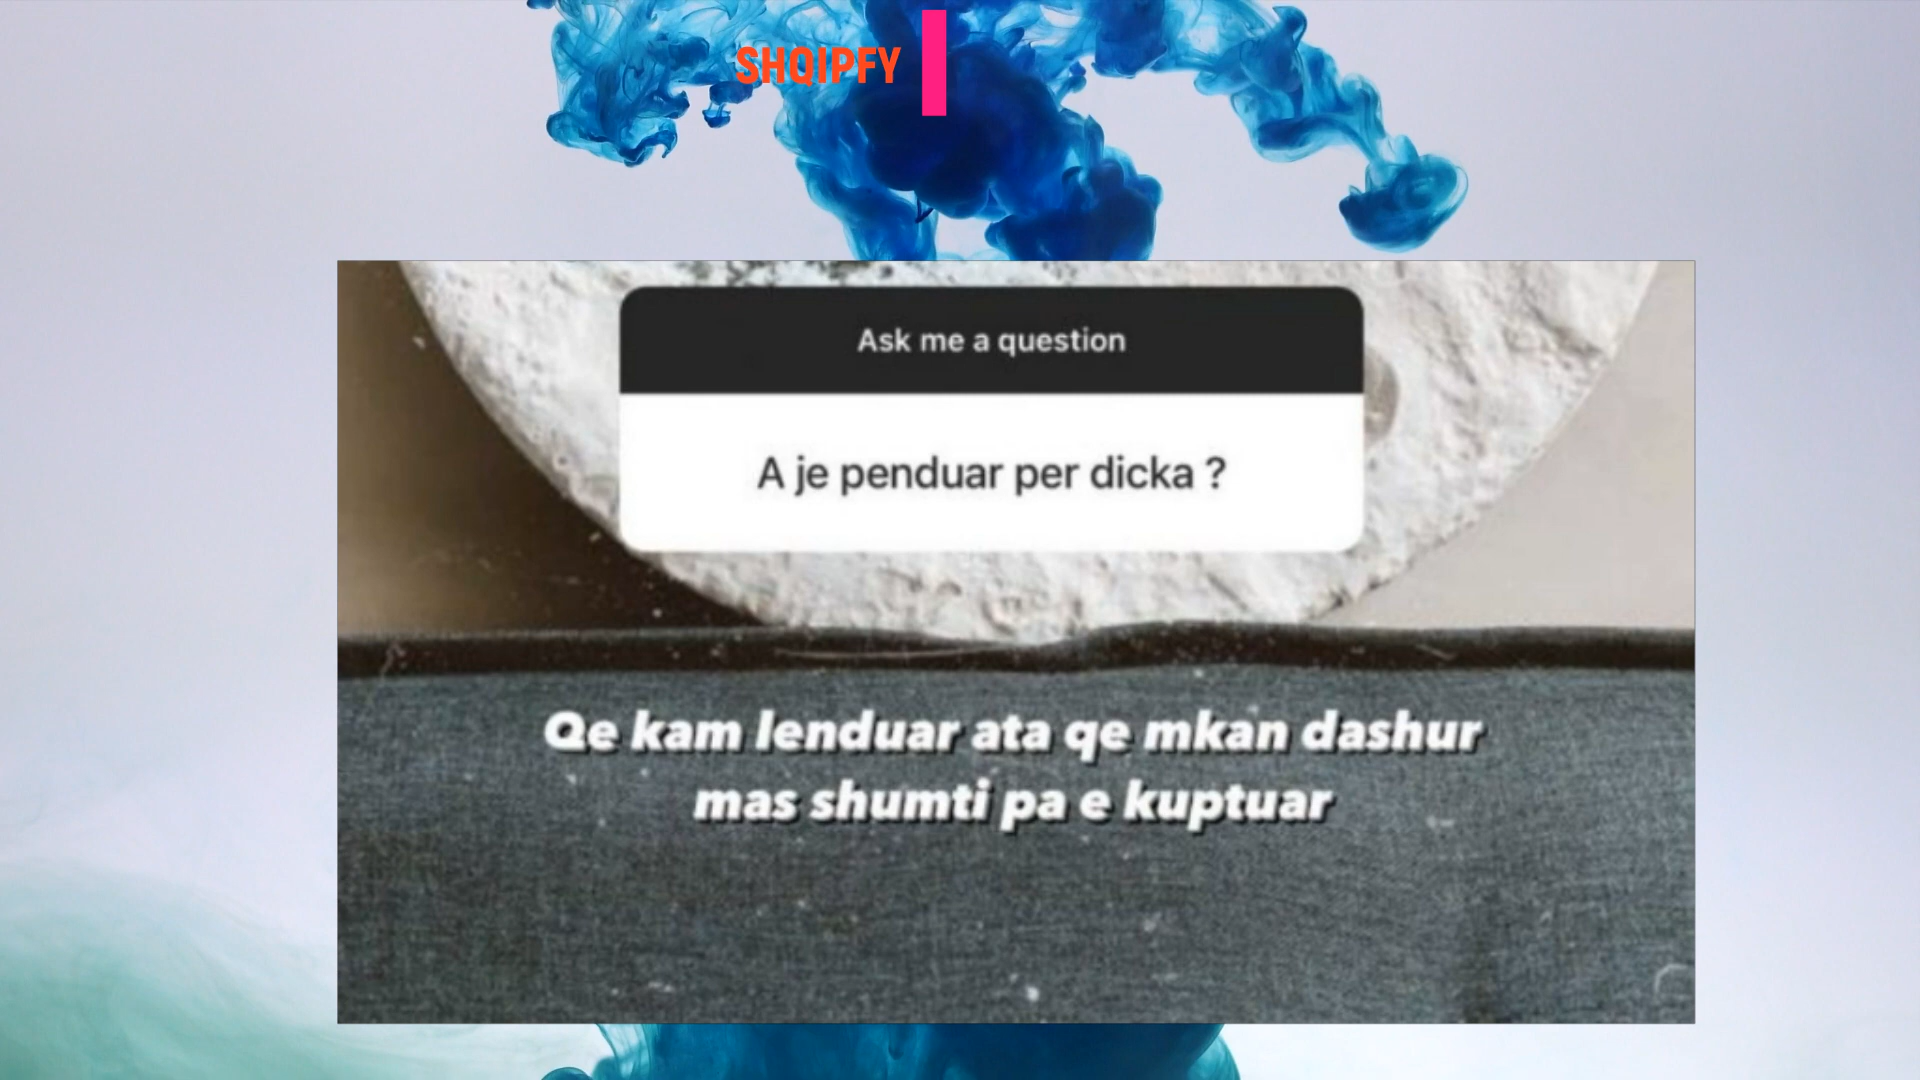 SHQIPFY
Ask me a question
A je penduar per dicka ?
Qe kam lenduar ata qe mkan dashur
mas shumti pa e kuptuar